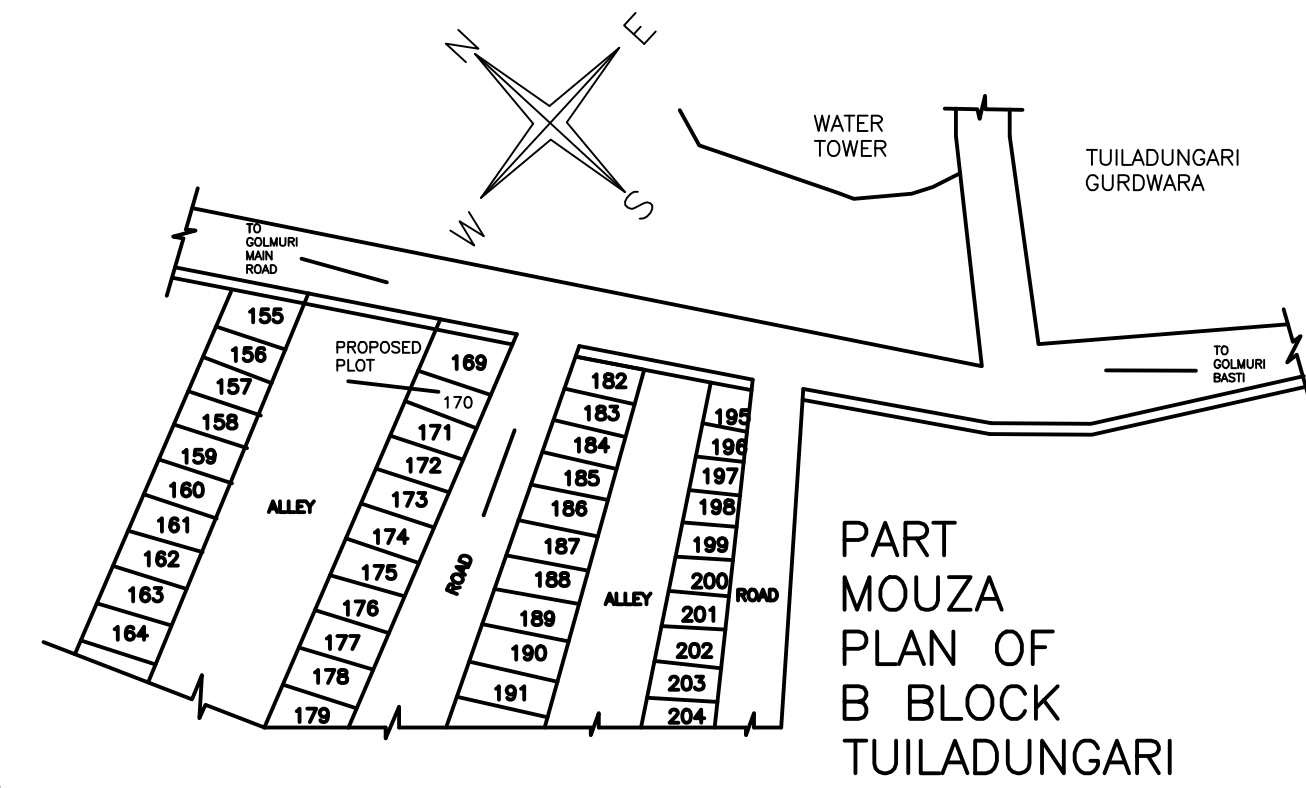 N
E
W
S
WATER
TOWER
TUILADUNGARI
GURDWARA
TO
GOLMURI
MAIN
ROAD
TO
GOLMURI
BASTI
PROPOSED
PLOT
155
156
157
158
159
160
161
162
163
164
ALLEY
169
170
171
172
173
174
175
176
177
178
179
ROAD
182
183
184
185
186
187
188
189
190
191
ALLEY
195
196
197
198
199
200
201
202
203
204
ROAD
PART
MOUZA
PLAN OF
B BLOCK
TUILADUNGARI